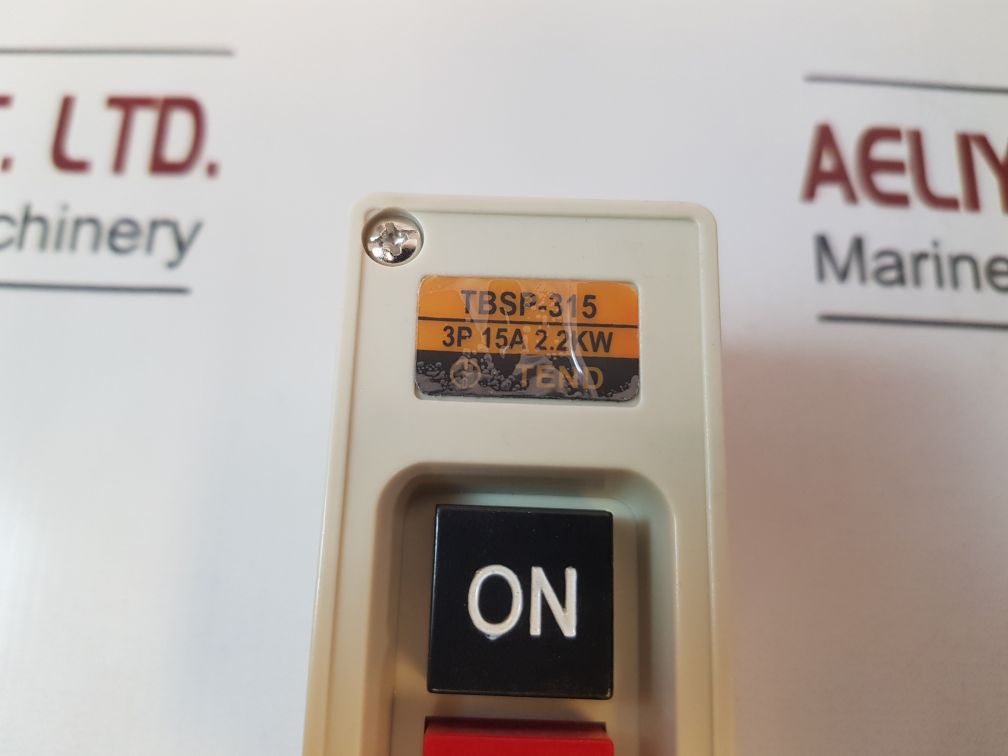 . LTD.
chinery
AELIY
Marine
TBSP-315
3P 15A 2.2KW
TEND
ON